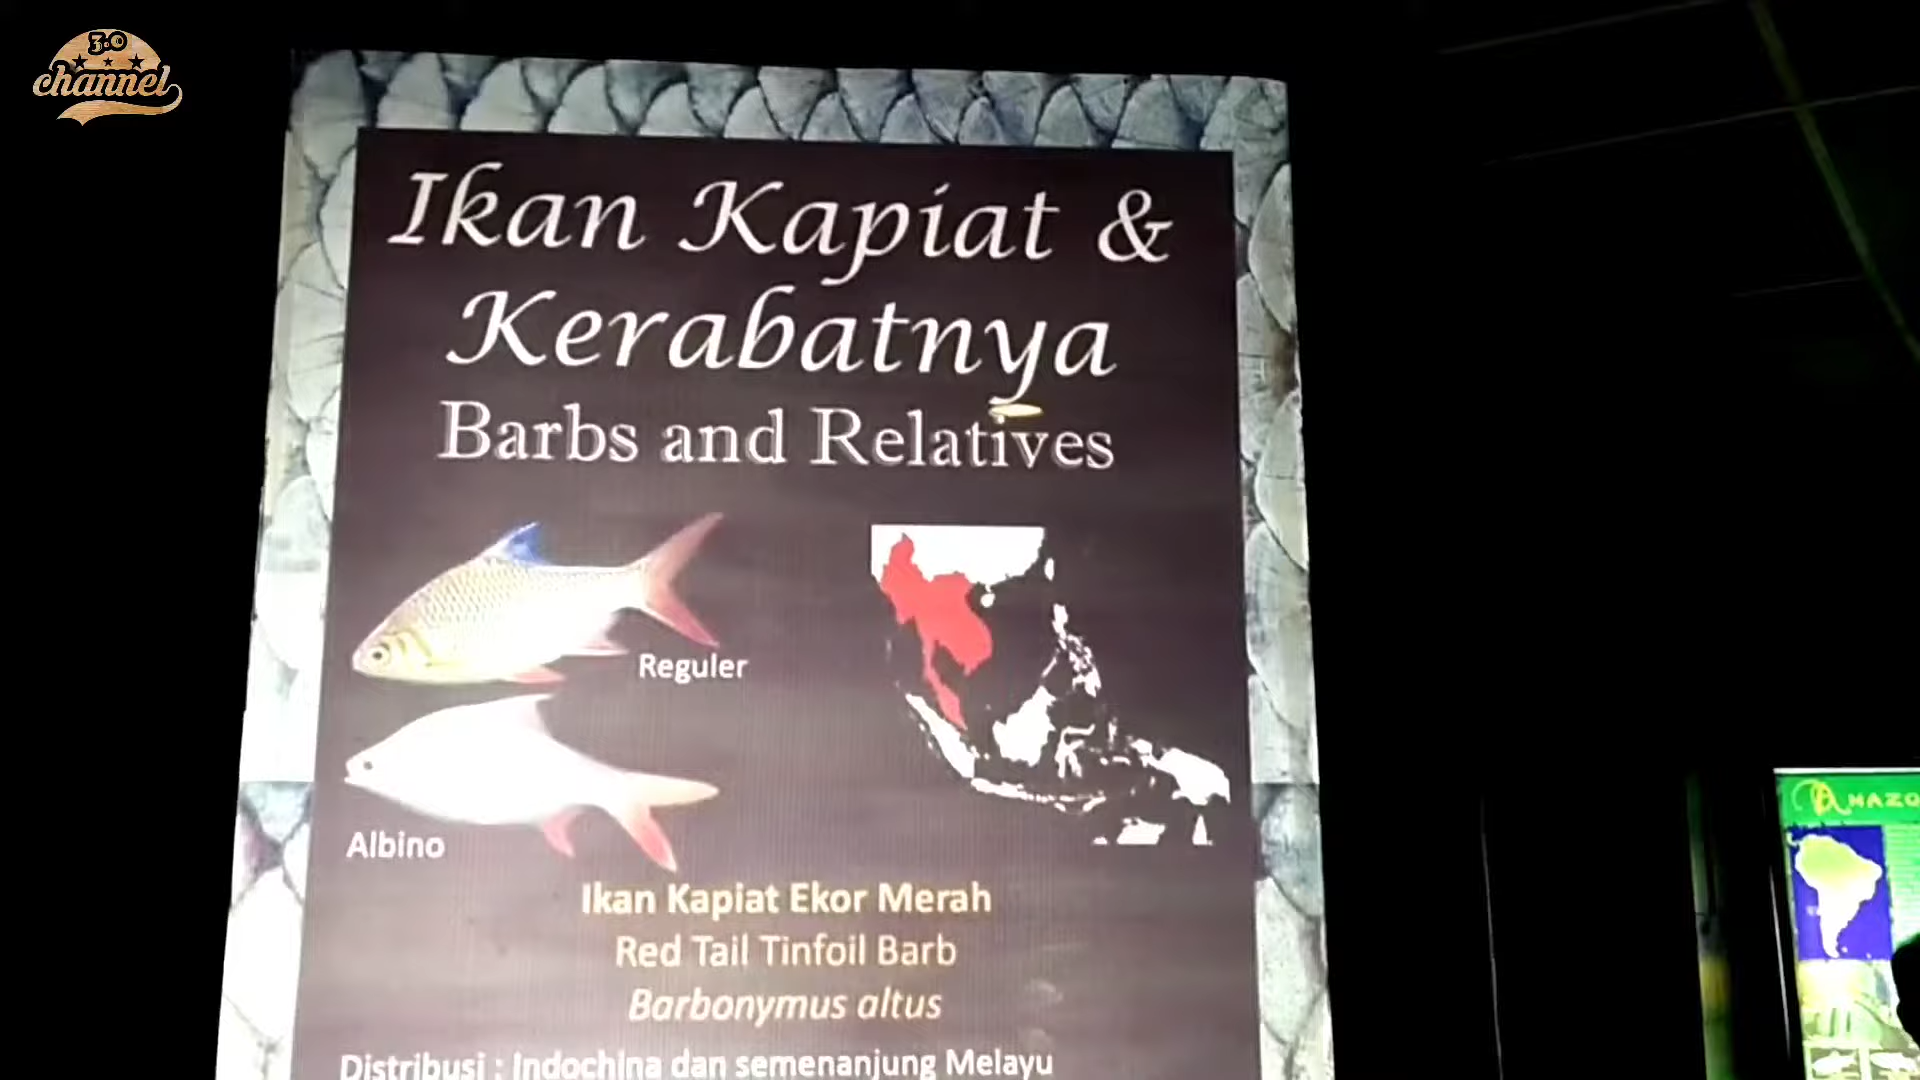 3.0
channel
Ikan Kapiat &
Kerabatnya
Barbs and Relatives
Reguler
Albino
Ikan Kapiat Ekor Merah
Red Tail Tinfoil Barb
Barbonymus altus
Distribusi : Indochina dan semenanjung Melayu